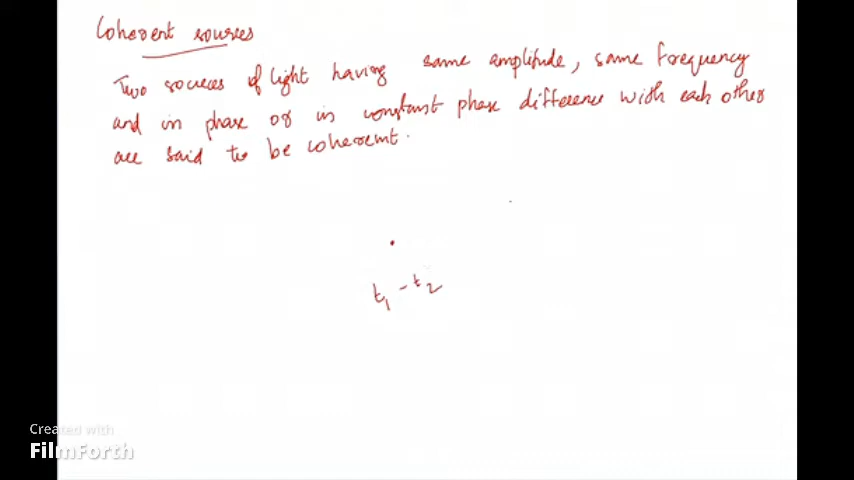 Coherent sources
Two sources of light having same amplitude, same frequency
and in phase or in constant phase difference with each other
are said to be coherent.
t1 - t2
Created with
FilmForth